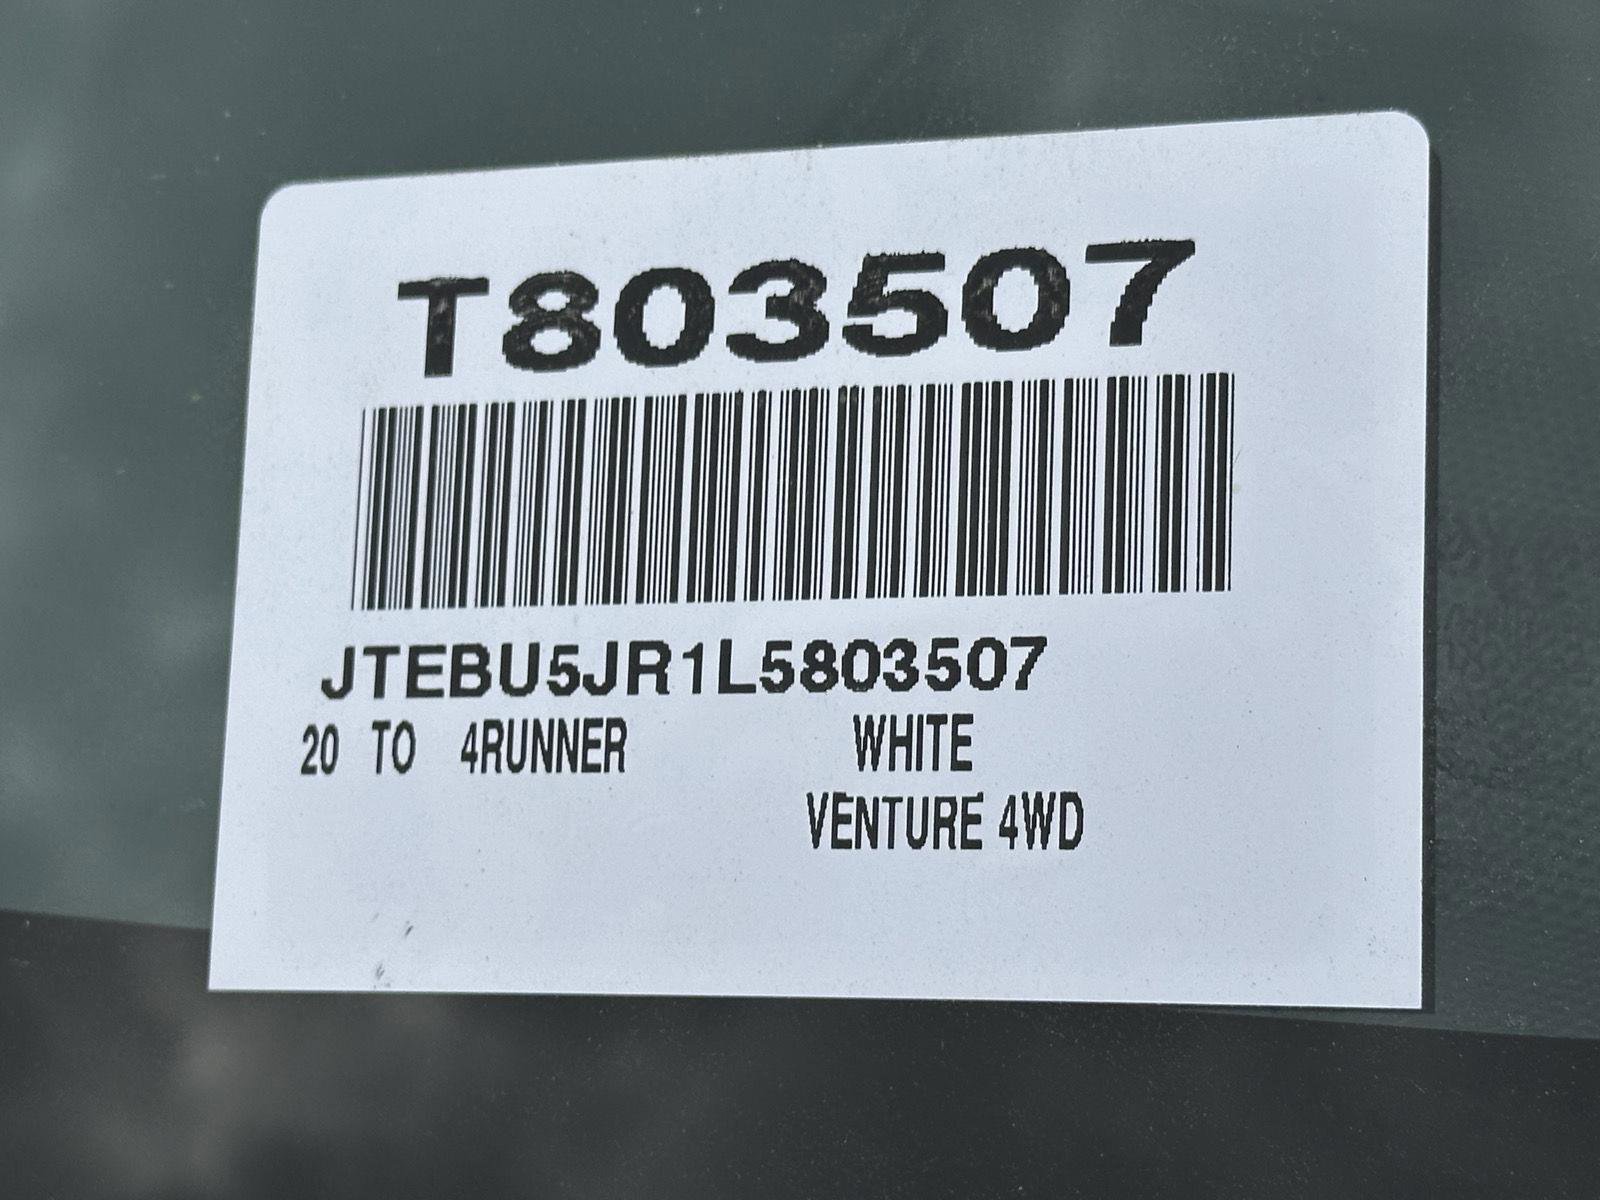 T803507
JTEBU5JR1L5803507
20 TO 4RUNNER WHITE
VENTURE 4WD